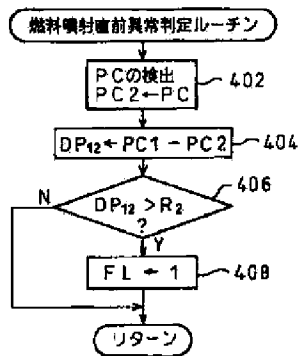 燃料噴射直前異常判定ルーチン
PCの検出
PC2←PC
402
DP₁₂←PC1－PC2
404
DP₁₂＞R₂
?
406
N
Y
FL ← 1
408
リターン